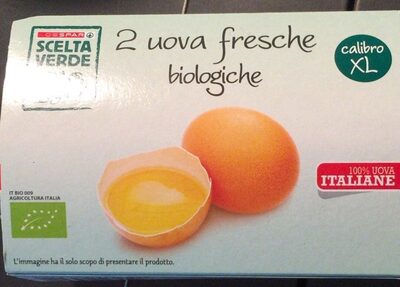 DESPAR
SCELTA
VERDE
BIO
2 uova fresche
biologiche
calibro
XL
100% UOVA
ITALIANE
IT BIO 009
AGRICOLTURA ITALIA
L'immagine ha il solo scopo di presentare il prodotto.